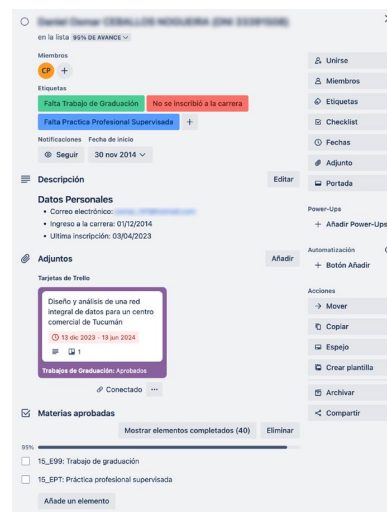 en la lista 95% DE AVANCE
Miembros
CP +
Etiquetas
Falta Trabajo de Graduación No se inscribió a la carrera
Falta Practica Profesional Supervisada +
Notificaciones Fecha de inicio
Seguir 30 nov 2014
Descripción Editar
Datos Personales
• Correo electrónico:
• Ingreso a la carrera: 01/12/2014
• Ultima inscripción: 03/04/2023
Adjuntos Añadir
Tarjetas de Trello
Diseño y análisis de una red
integral de datos para un centro
comercial de Tucumán
13 dic 2023 - 13 jun 2024
1
Trabajos de Graduación: Aprobados
Conectado ...
Materias aprobadas
Mostrar elementos completados (40) Eliminar
95%
15_E99: Trabajo de graduación
15_EPT: Práctica profesional supervisada
Añade un elemento
Unirse
Miembros
Etiquetas
Checklist
Fechas
Adjunto
Portada
Power-Ups
+ Añadir Power-Ups
Automatización
+ Botón Añadir
Acciones
→ Mover
Copiar
Espejo
Crear plantilla
Archivar
Compartir